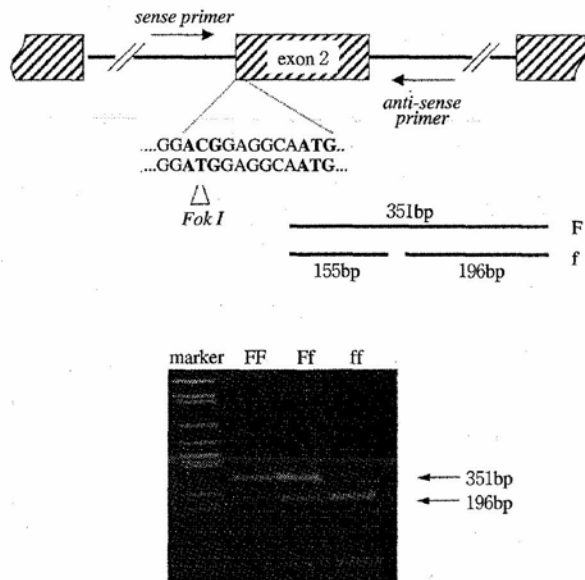 sense primer
exon 2
anti-sense
primer
....GGACGGAGGCAATG..
....GGATGGAGGCAATG...
Fok I
351bp
F
f
155bp 196bp
marker FF Ff ff
351bp
196bp